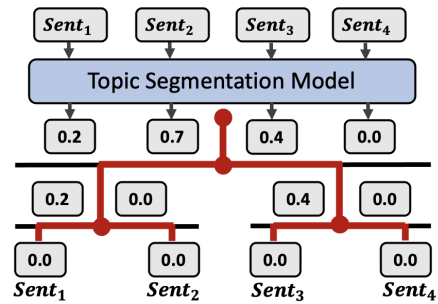 Sent1 Sent2 Sent3 Sent4
Topic Segmentation Model
0.2 0.7 0.4 0.0
0.2 0.0 0.4 0.0
0.0 0.0 0.0 0.0
Sent1 Sent2 Sent3 Sent4